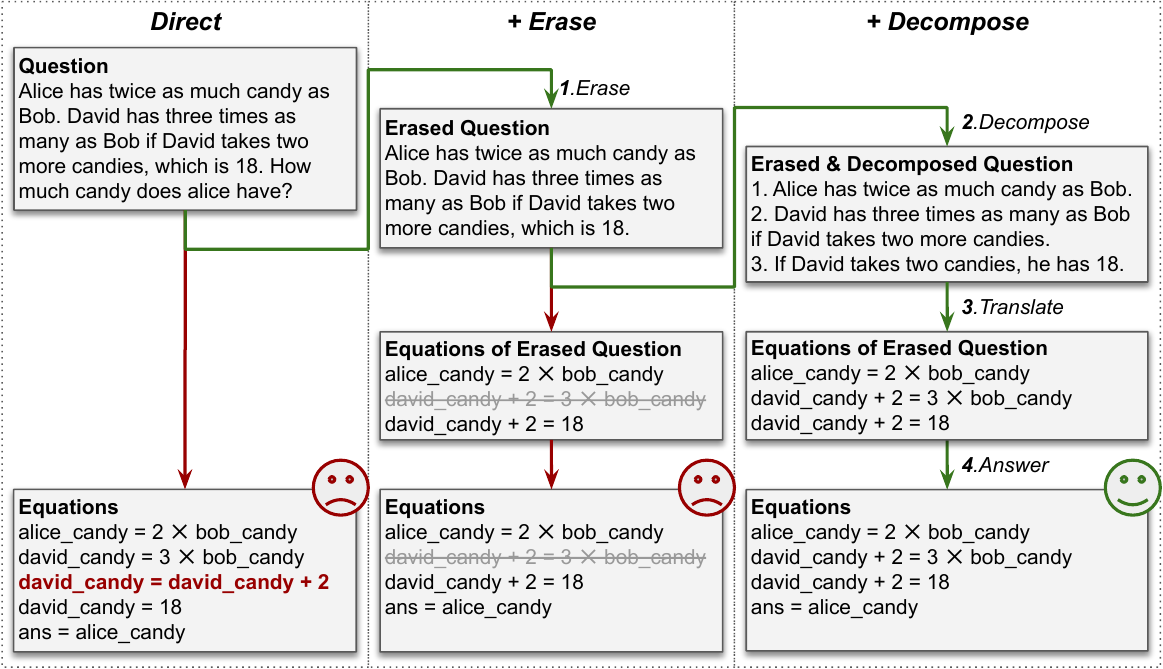 Direct
Question
Alice has twice as much candy as
Bob. David has three times as
many as Bob if David takes two
more candies, which is 18. How
much candy does alice have?
Equations
alice_candy = 2 × bob_candy
david_candy = 3 × bob_candy
david_candy = david_candy + 2
david_candy = 18
ans = alice_candy
+ Erase
1.Erase
Erased Question
Alice has twice as much candy as
Bob. David has three times as
many as Bob if David takes two
more candies, which is 18.
Equations of Erased Question
alice_candy = 2 × bob_candy
david_candy + 2 = 3 × bob_candy
david_candy + 2 = 18
Equations
alice_candy = 2 × bob_candy
david_candy + 2 = 3 × bob_candy
david_candy + 2 = 18
ans = alice_candy
+ Decompose
2.Decompose
Erased & Decomposed Question
1. Alice has twice as much candy as Bob.
2. David has three times as many as Bob
if David takes two more candies.
3. If David takes two candies, he has 18.
3.Translate
Equations of Erased Question
alice_candy = 2 × bob_candy
david_candy + 2 = 3 × bob_candy
david_candy + 2 = 18
4.Answer
Equations
alice_candy = 2 × bob_candy
david_candy + 2 = 3 × bob_candy
david_candy + 2 = 18
ans = alice_candy